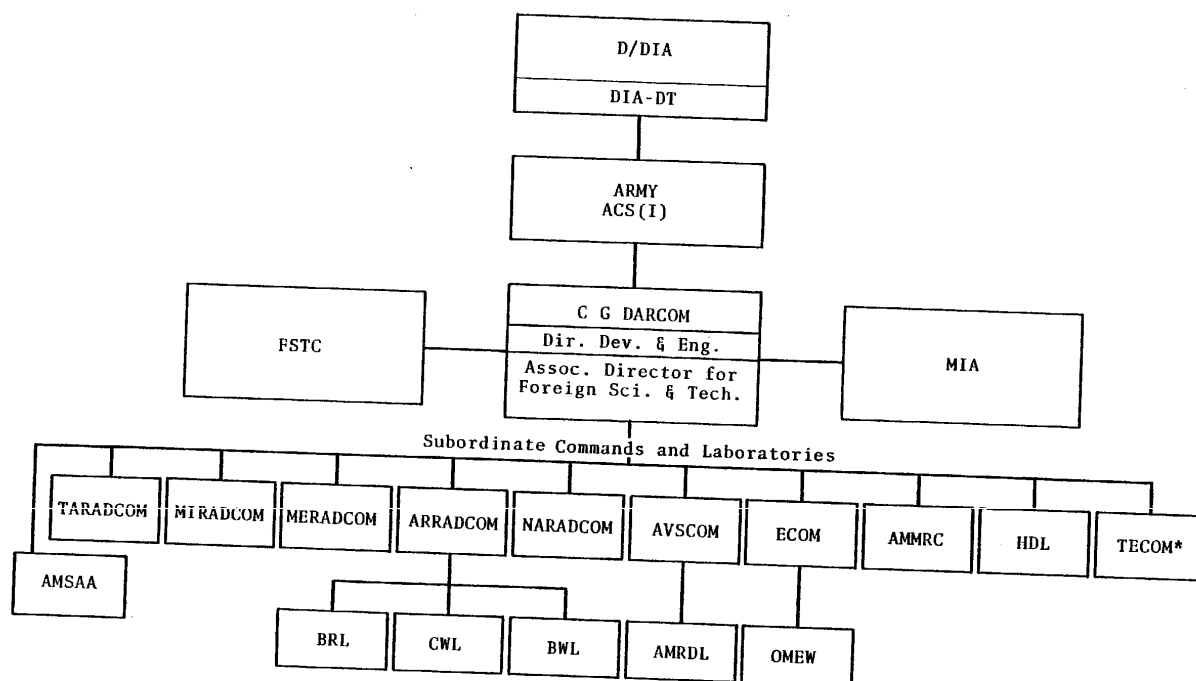 D/DIA
DIA-DT
ARMY
ACS(I)
FSTC
C G DARCOM
Dir. Dev. & Eng.
Assoc. Director for
Foreign Sci. & Tech.
MIA
Subordinate Commands and Laboratories
TARADCOM
MIRADCOM
MERADCOM
ARRADCOM
NARADCOM
AVSCOM
ECOM
AMMRC
HDL
TECOM*
AMSAA
BRL
CWL
BWL
AMRDL
OMEW